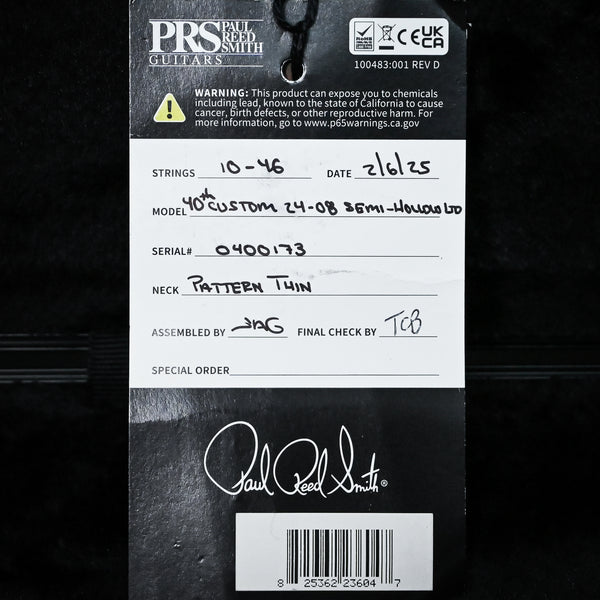 PRS PAUL REED SMITH
GUITARS
RoHS CE UK CA
100483:001 REV D
WARNING: This product can expose you to chemicals
including lead, known to the state of California to cause
cancer, birth defects, or other reproductive harm. For
more information, go to www.p65warnings.ca.gov
STRINGS 10-46 DATE 2/6/25
MODEL 40th CUSTOM 24-08 SEMI-HOLLOW LTD
SERIAL# 0400173
NECK PATTERN THIN
ASSEMBLED BY FINAL CHECK BY TCB
SPECIAL ORDER
Paul Reed Smith®
8 25362 23604 7